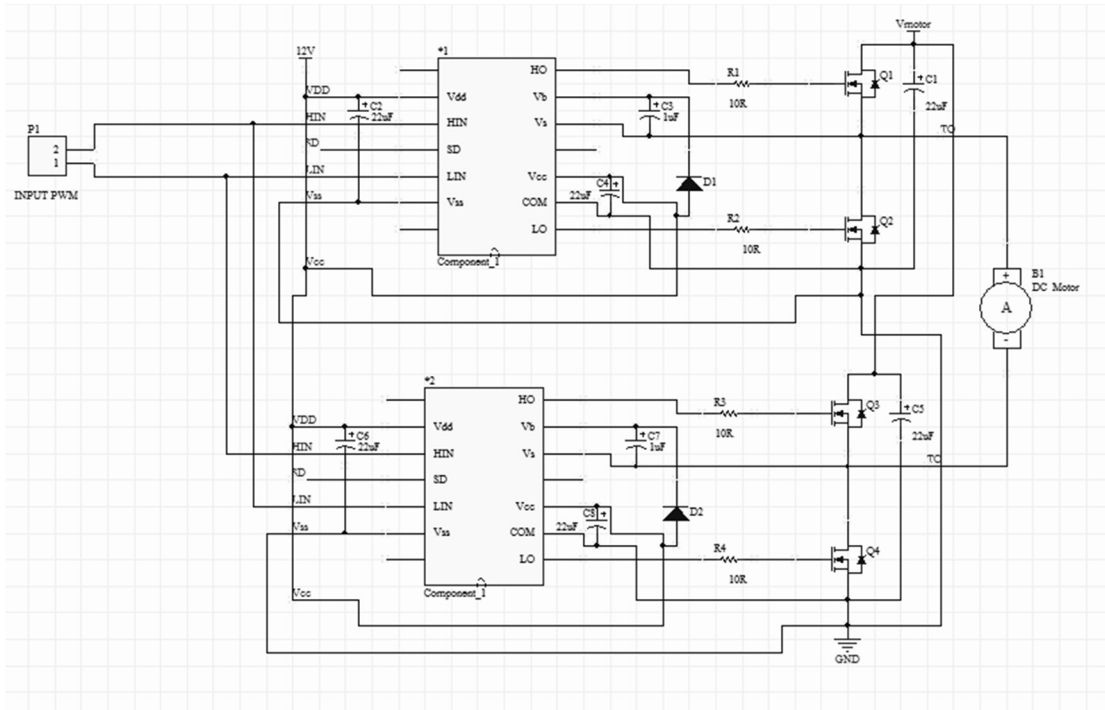 Vmotor
12V
*1
HO
R1
Q1
C1
10R
22uF
VDD
Vdd
C2
22uF
Vb
C3
1uF
P1
HIN
HIN
Vs
TO
2
1
SD
SD
LIN
LIN
Vcc
C4
22uF
D1
INPUT PWM
Vss
Vss
COM
R2
Q2
LO
10R
Component_1
Vcc
B1
DC Motor
+
A
-
*2
HO
R3
Q3
C5
10R
22uF
VDD
Vdd
C6
22uF
Vb
C7
1uF
HIN
HIN
Vs
TO
SD
SD
LIN
LIN
Vcc
C8
22uF
D2
Vss
Vss
COM
R4
Q4
LO
10R
Component_1
Vcc
GND